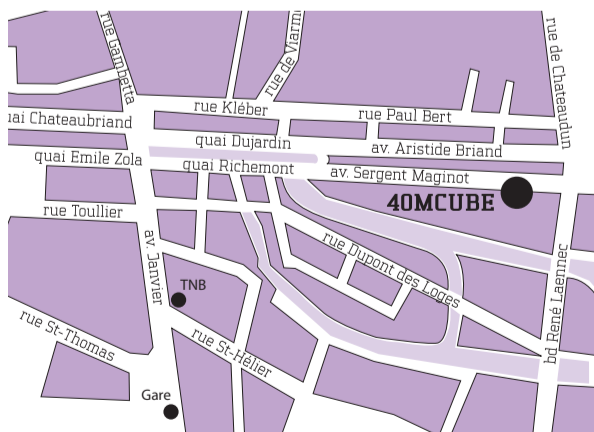 rue Gambetta
rue de Viarm
rue de Chateaudun
rue Kléber
rue Paul Bert
uai Chateaubriand
quai Dujardin
av. Aristide Briand
quai Emile Zola
quai Richemont
av. Sergent Maginot
40MCUBE
rue Toullier
av. Janvier
rue Dupont des Loges
bd René Laennec
TNB
rue St-Thomas
rue St-Hélier
Gare